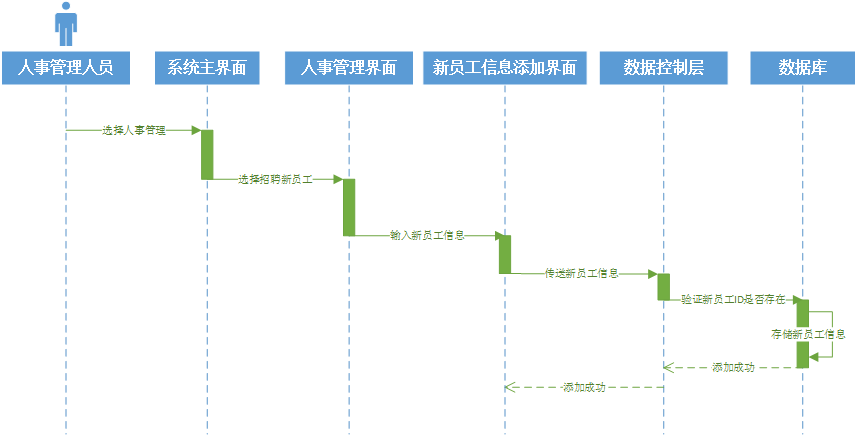 人事管理人员
系统主界面
人事管理界面
新员工信息添加界面
数据控制层
数据库
选择人事管理
选择招聘新员工
输入新员工信息
传送新员工信息
验证新员工ID是否存在
存储新员工信息
添加成功
添加成功